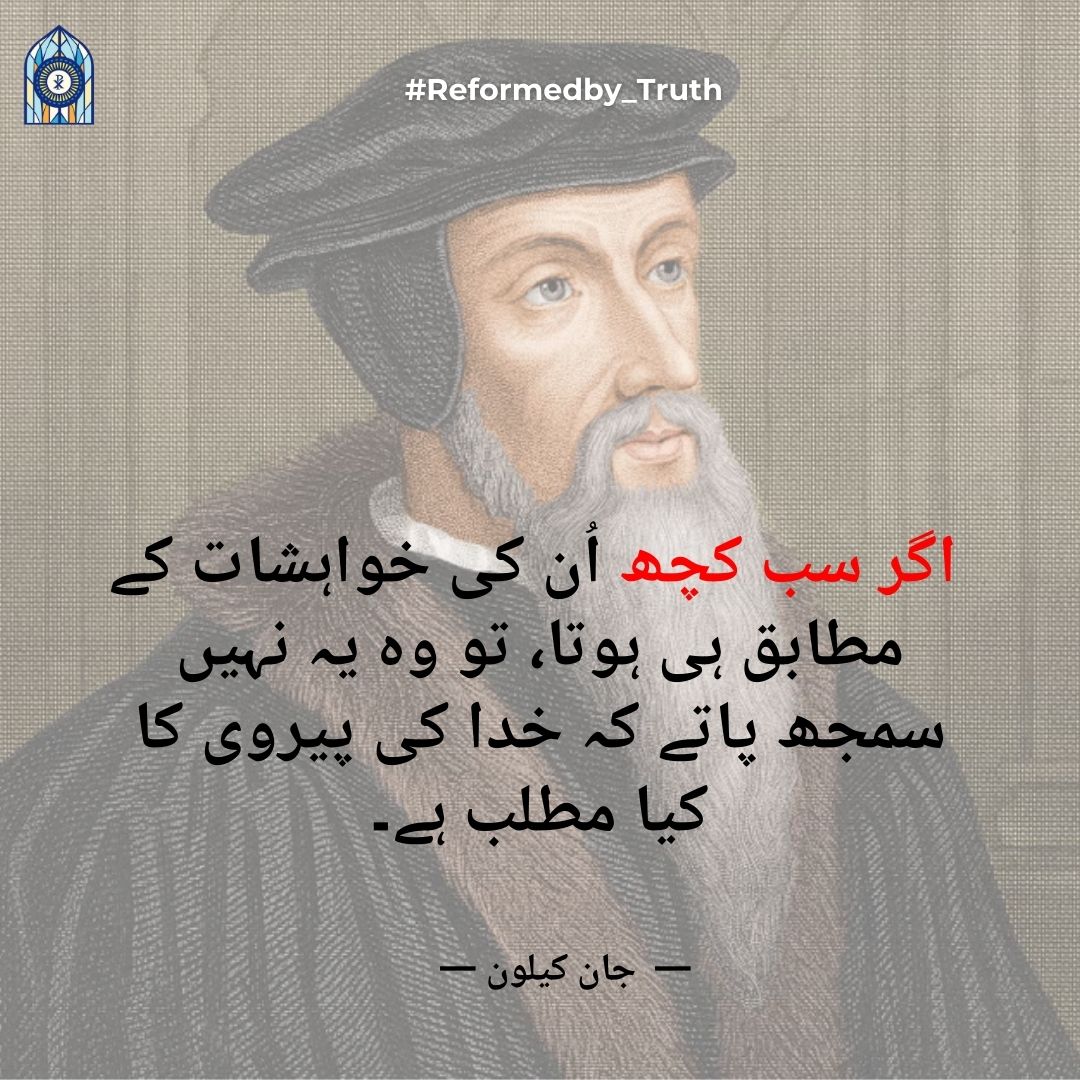 #Reformedby_Truth
اگر سب کچھ اُن کی خواہشات کے
مطابق ہی ہوتا، تو وہ یہ نہیں
سمجھ پاتے کہ خدا کی پیروی کا
کیا مطلب ہے۔
— جان کیلون —